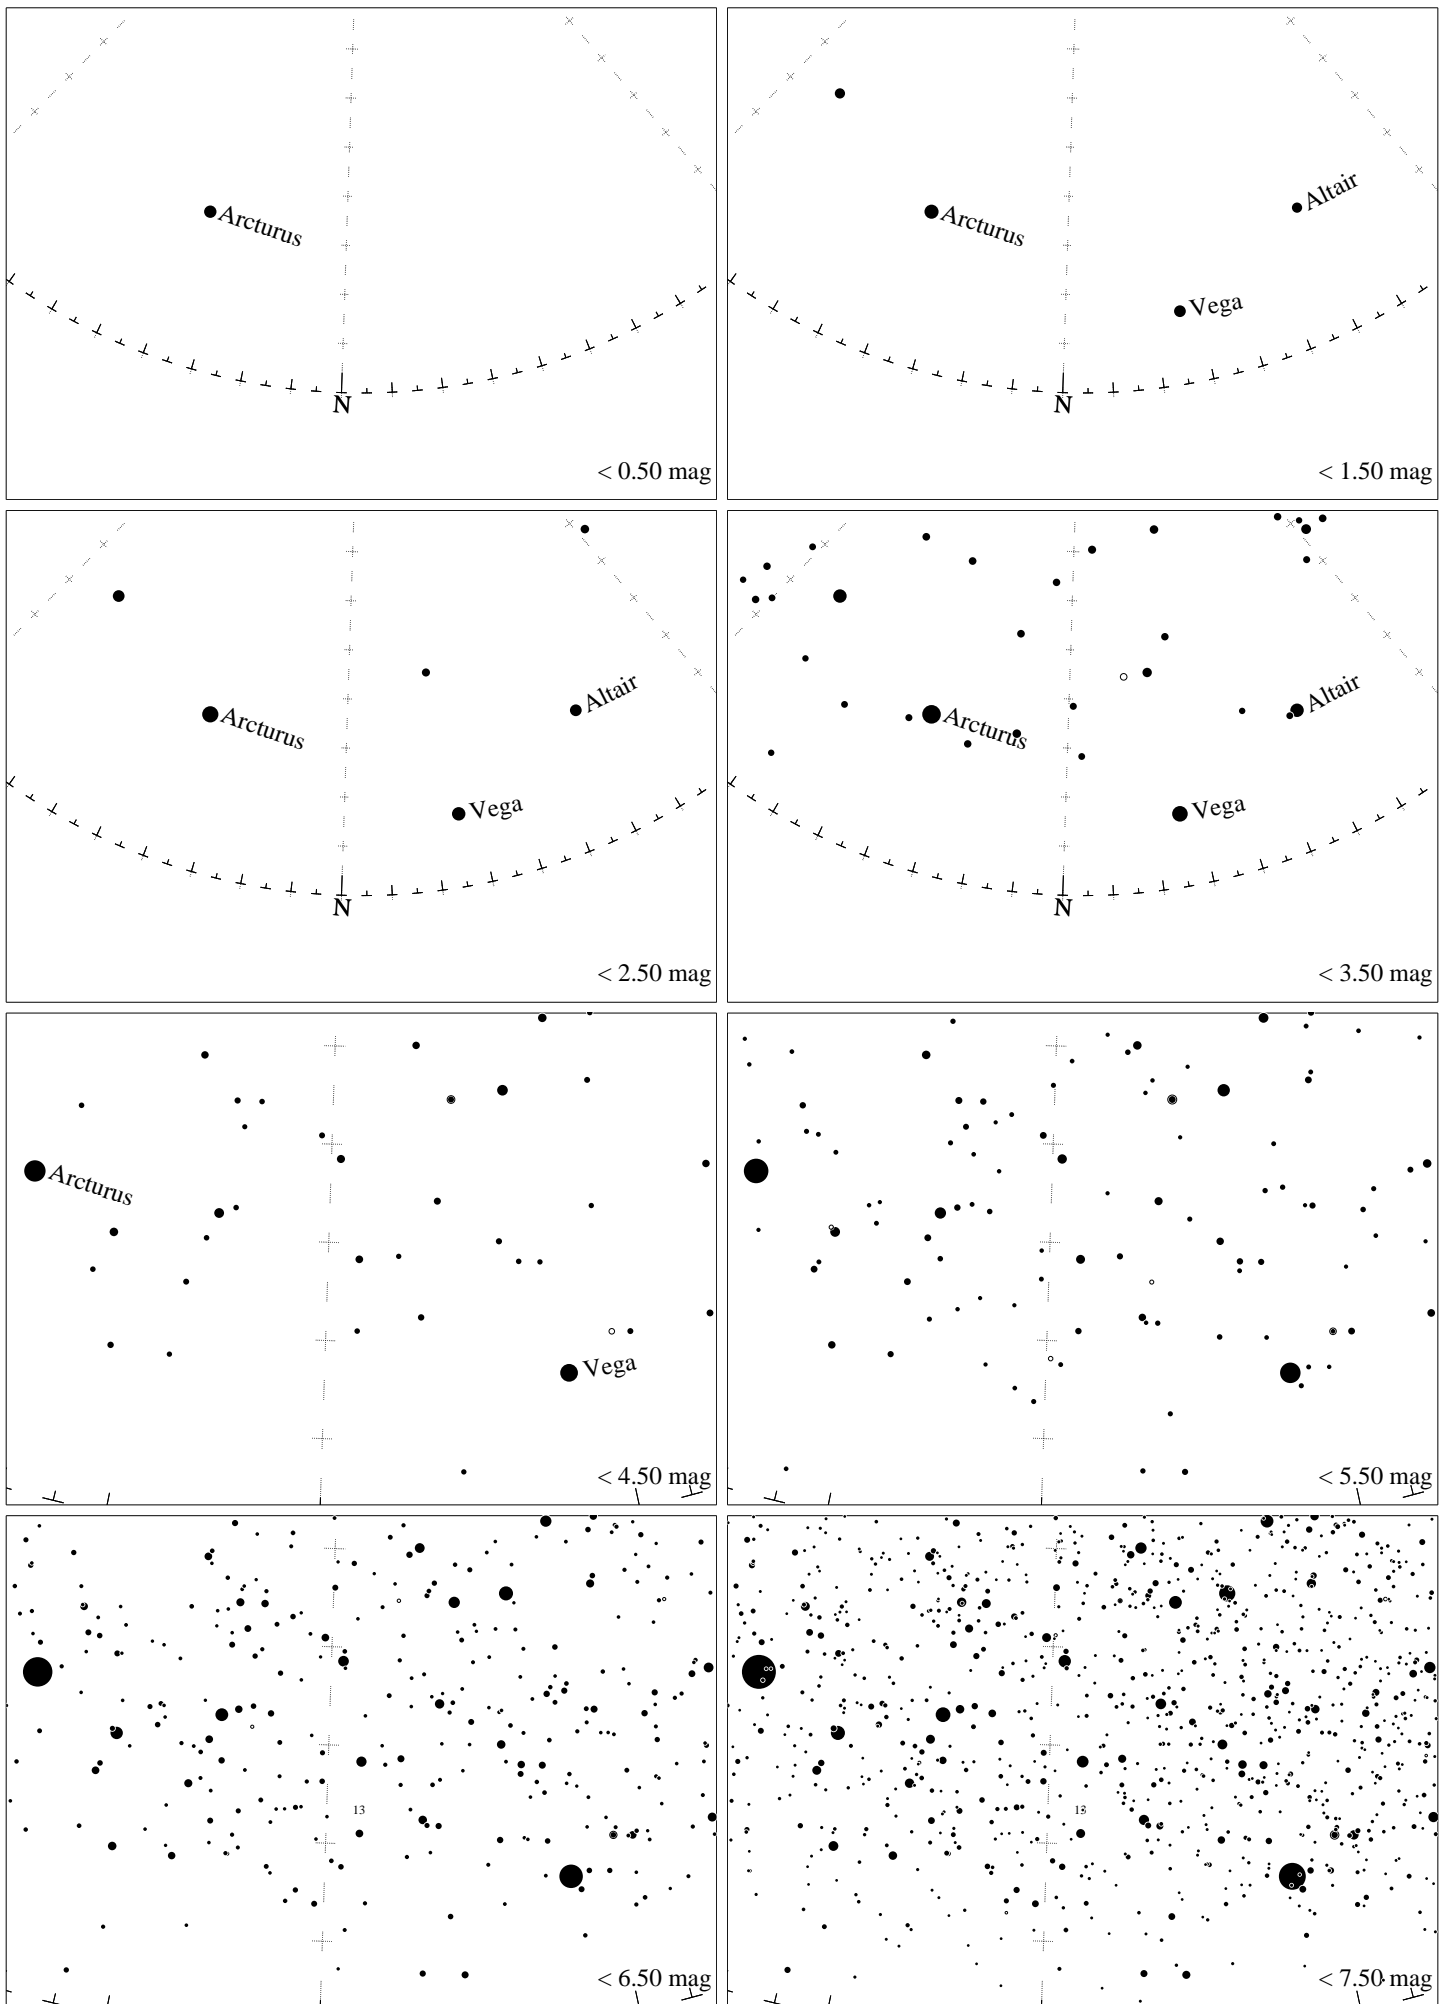 Arcturus
N
< 0.50 mag
Altair
Arcturus
Vega
N
< 1.50 mag
Altair
Arcturus
Vega
N
< 2.50 mag
Altair
Arcturus
Vega
N
< 3.50 mag
Arcturus
Vega
< 4.50 mag
< 5.50 mag
13
< 6.50 mag
13
< 7.50 mag